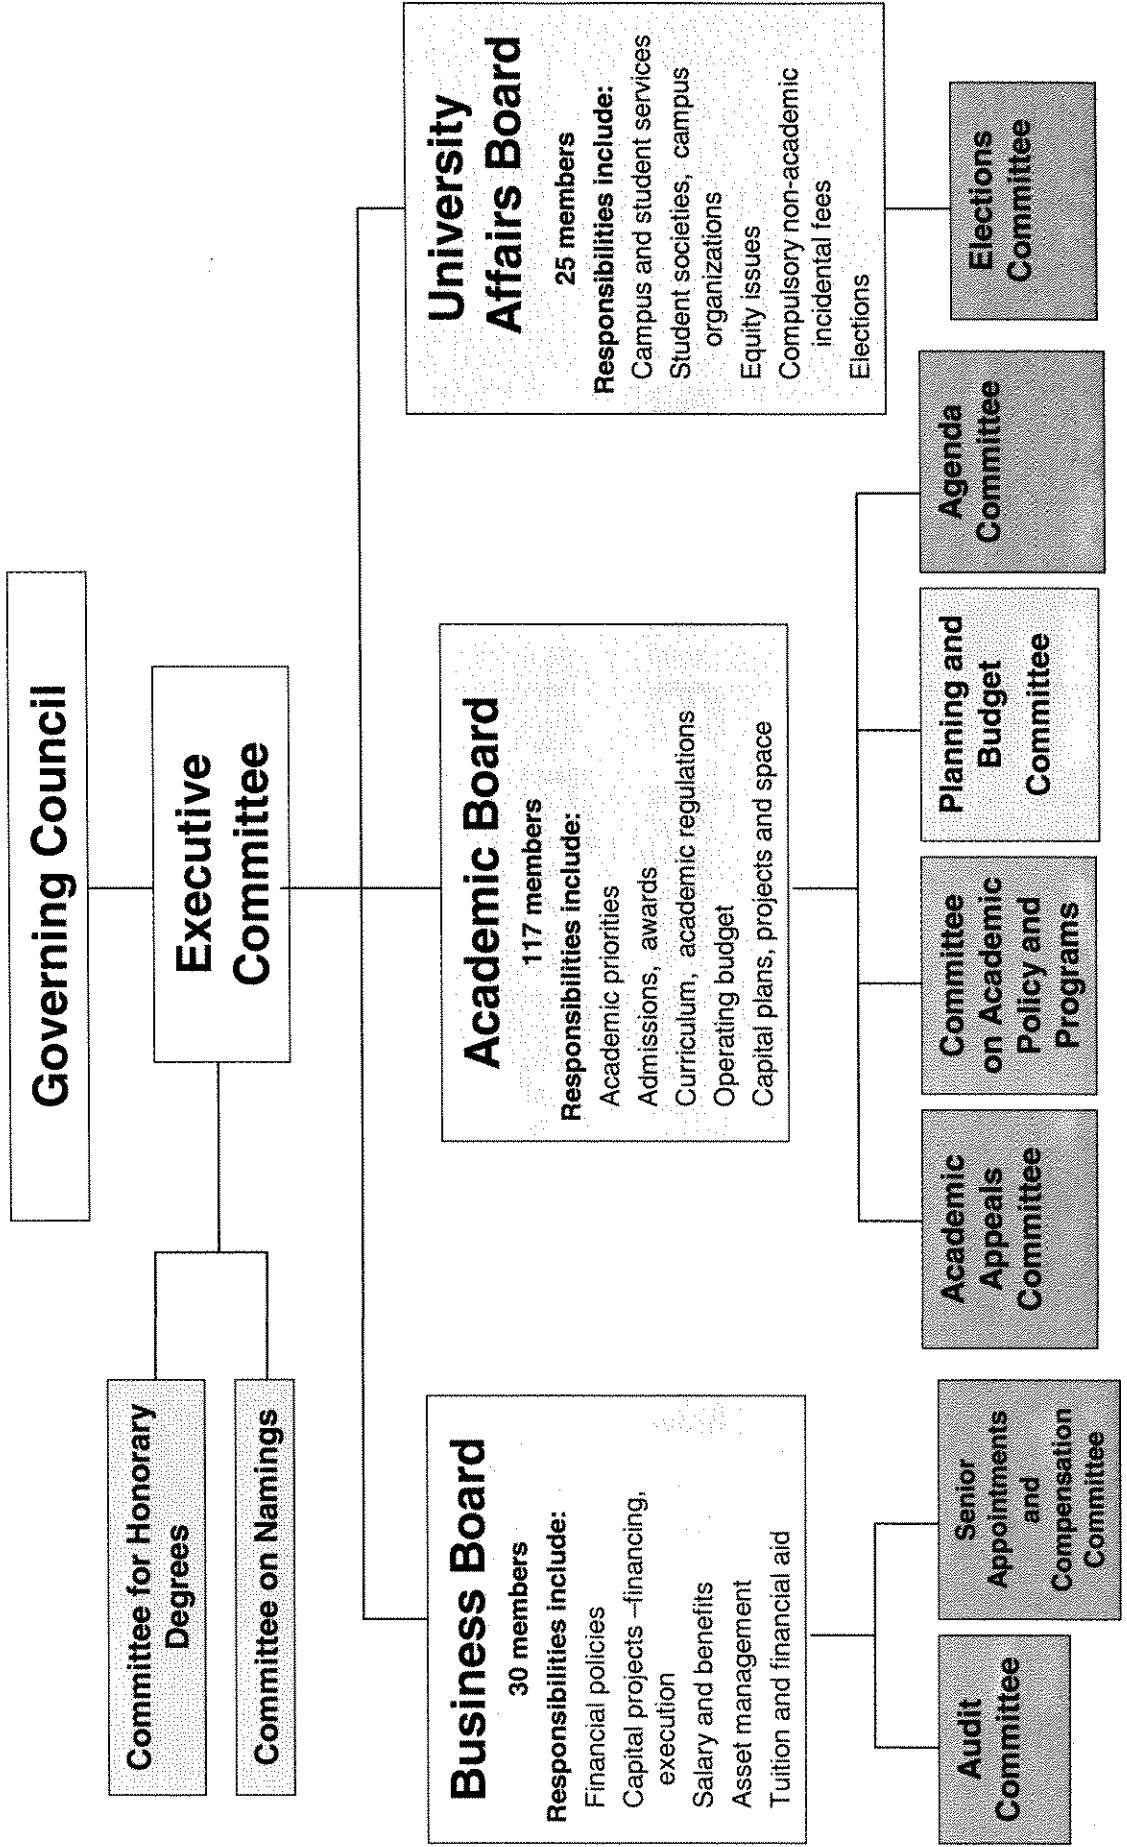 Governing Council
Executive
Committee
Committee for Honorary
Degrees
Committee on Namings
Business Board
30 members
Responsibilities include:
Financial policies
Capital projects –financing,
execution
Salary and benefits
Asset management
Tuition and financial aid
Academic Board
117 members
Responsibilities include:
Academic priorities
Admissions, awards
Curriculum, academic regulations
Operating budget
Capital plans, projects and space
University
Affairs Board
25 members
Responsibilities include:
Campus and student services
Student societies, campus
organizations
Equity issues
Compulsory non-academic
incidental fees
Elections
Audit
Committee
Senior
Appointments
and
Compensation
Committee
Academic
Appeals
Committee
Committee
on Academic
Policy and
Programs
Planning and
Budget
Committee
Agenda
Committee
Elections
Committee